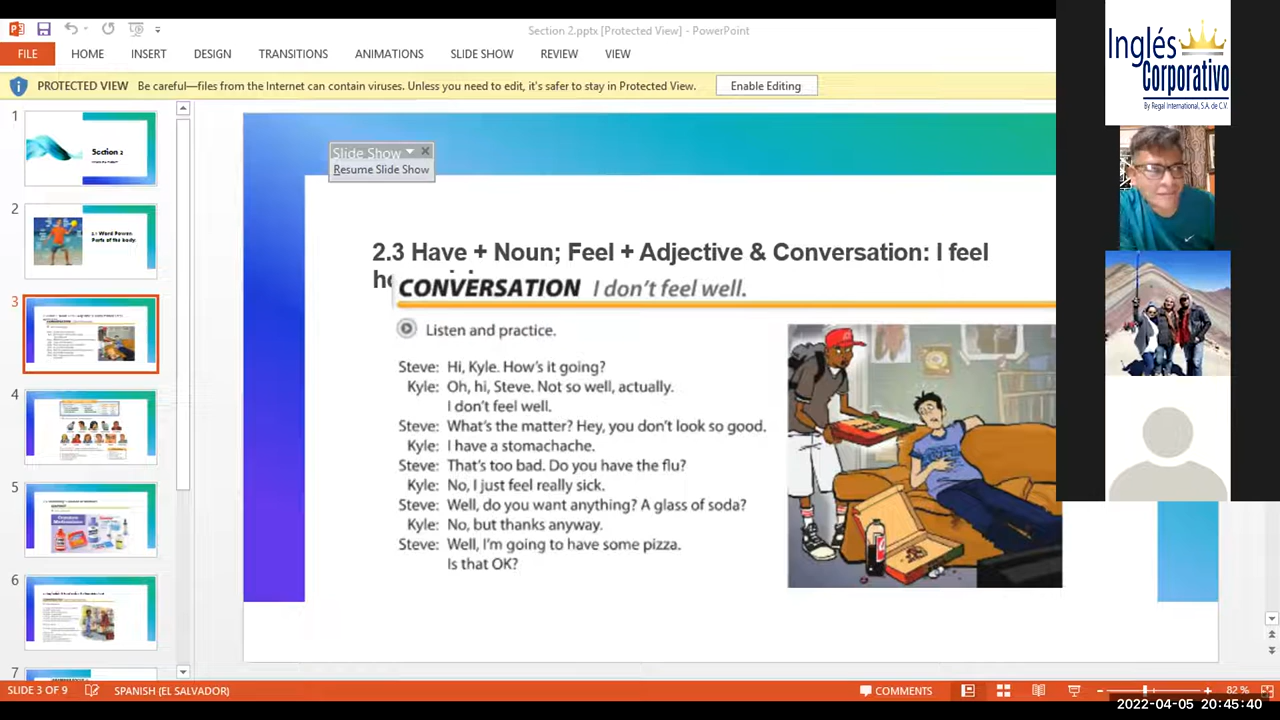 Section 2.pptx [Protected View] - PowerPoint
FILE HOME INSERT DESIGN TRANSITIONS ANIMATIONS SLIDE SHOW REVIEW VIEW
PROTECTED VIEW Be careful—files from the Internet can contain viruses. Unless you need to edit, it's safer to stay in Protected View. Enable Editing
Inglés
Corporativo
By Regal International, S.A. de C.V.
1
Section 2
2
2.1 Word Power:
Parts of the body
3
4
5
6
7
Slide Show
Resume Slide Show
2.3 Have + Noun; Feel + Adjective & Conversation: I feel
CONVERSATION I don't feel well.
Listen and practice.
Steve: Hi, Kyle. How's it going?
Kyle: Oh, hi, Steve. Not so well, actually.
I don't feel well.
Steve: What's the matter? Hey, you don't look so good.
Kyle: I have a stomachache.
Steve: That's too bad. Do you have the flu?
Kyle: No, I just feel really sick.
Steve: Well, do you want anything? A glass of soda?
Kyle: No, but thanks anyway.
Steve: Well, I'm going to have some pizza.
Is that OK?
SLIDE 3 OF 9 SPANISH (EL SALVADOR) COMMENTS 82 %
2022-04-05 20:45:40